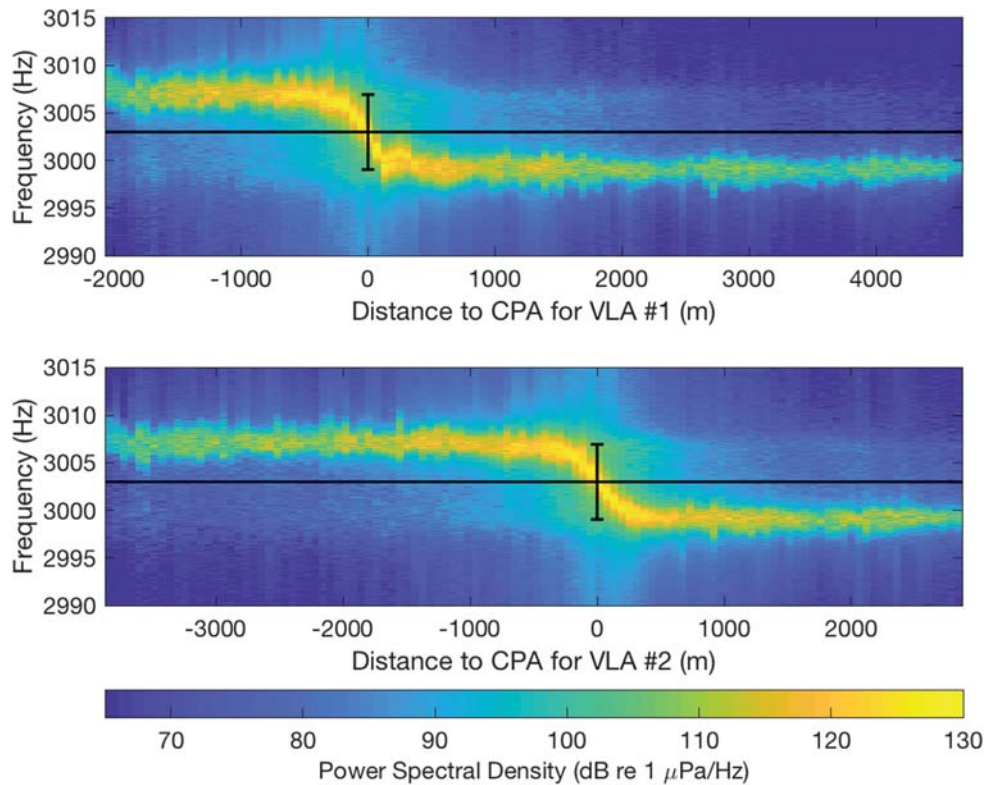 3015
3010
3005
3000
2995
2990
Frequency (Hz)
-2000 -1000 0 1000 2000 3000 4000
Distance to CPA for VLA #1 (m)
3015
3010
3005
3000
2995
2990
Frequency (Hz)
-3000 -2000 -1000 0 1000 2000
Distance to CPA for VLA #2 (m)
70 80 90 100 110 120 130
Power Spectral Density (dB re 1 μPa/Hz)